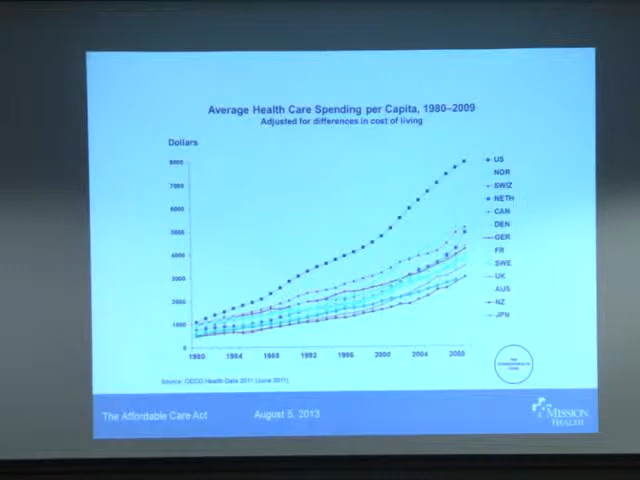 Average Health Care Spending per Capita, 1980–2009
Adjusted for differences in cost of living
Dollars
8000
7000
6000
5000
4000
3000
2000
1000
0
1980 1984 1988 1992 1996 2000 2004 2008
US
NOR
SWIZ
NETH
CAN
DEN
GER
FR
SWE
UK
AUS
NZ
JPN
THE
COMMONWEALTH
FUND
Source: OECD Health Data 2011 (June 2011)
The Affordable Care Act August 5, 2013
MISSION
HEALTH